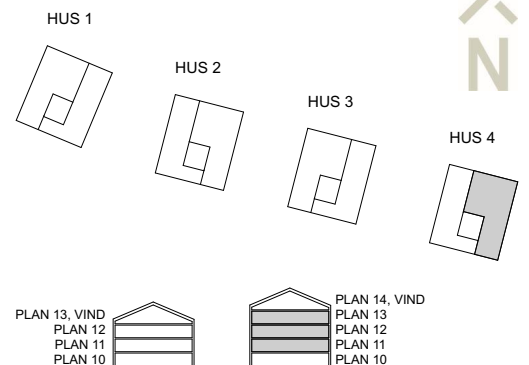 HUS 1
HUS 2
HUS 3
HUS 4
N
PLAN 13, VIND
PLAN 12
PLAN 11
PLAN 10
PLAN 14, VIND
PLAN 13
PLAN 12
PLAN 11
PLAN 10